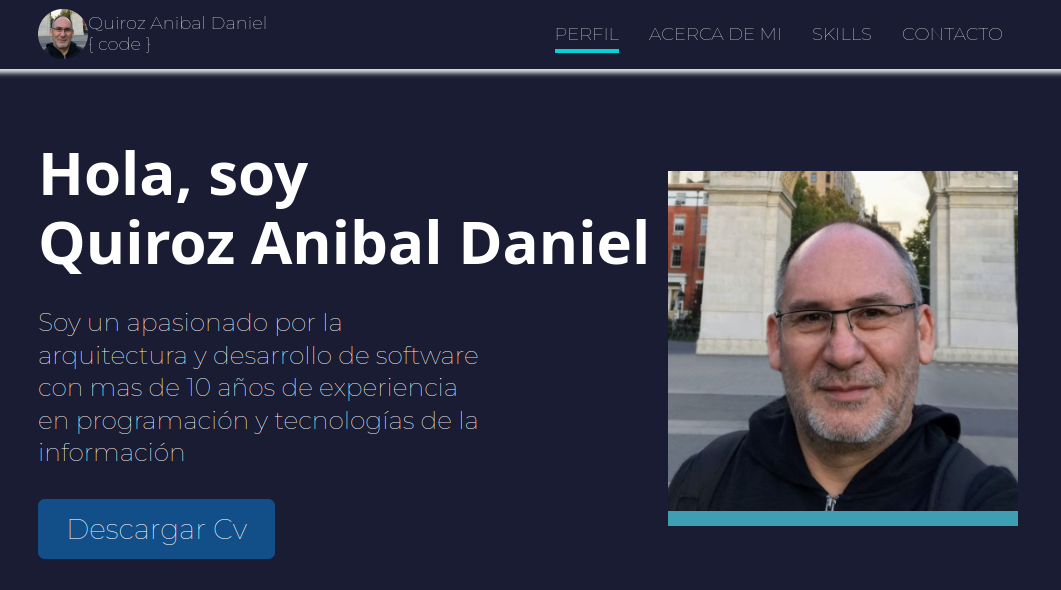 Quiroz Anibal Daniel
{ code }
PERFIL ACERCA DE MI SKILLS CONTACTO
Hola, soy
Quiroz Anibal Daniel
Soy un apasionado por la
arquitectura y desarrollo de software
con mas de 10 años de experiencia
en programación y tecnologías de la
información
Descargar Cv